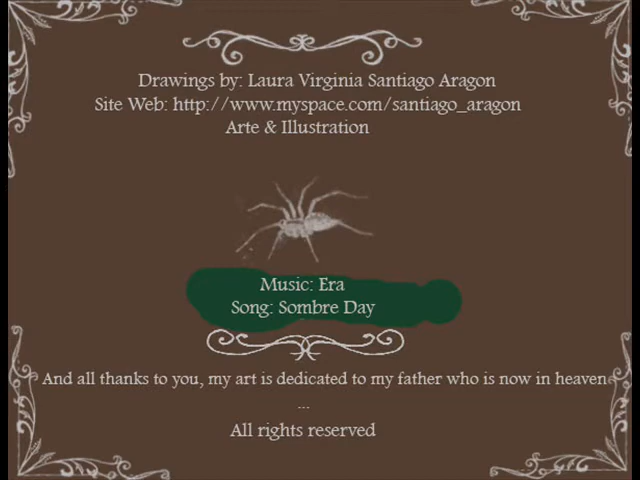 Drawings by: Laura Virginia Santiago Aragon
Site Web: http://www.myspace.com/santiago_aragon
Arte & Illustration
Music: Era
Song: Sombre Day
And all thanks to you, my art is dedicated to my father who is now in heaven
...
All rights reserved